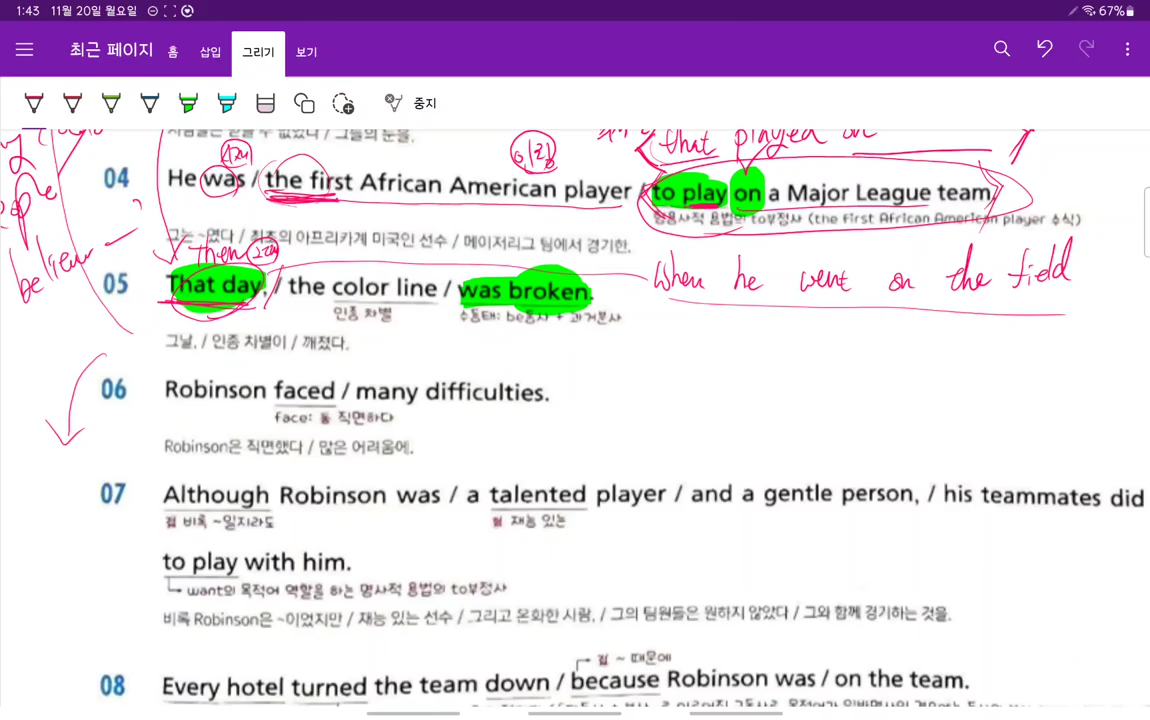 1:43 11월 20일 월요일 67%
최근 페이지 홈 삽입 그리기 보기
중지
that played on
04 He was / the first African American player / to play on a Major League team.
형용사적 용법의 to부정사 (the first African American player 수식)
그는 ~였다 / 최초의 아프리카계 미국인 선수 / 메이저리그 팀에서 경기한.
believe
Then
When he went on the field
05 That day, / the color line / was broken.
인종 차별 수동태: be동사 + 과거분사
그날, / 인종 차별이 / 깨졌다.
06 Robinson faced / many difficulties.
face: 동 직면하다
Robinson은 직면했다 / 많은 어려움에.
07 Although Robinson was / a talented player / and a gentle person, / his teammates did
접 비록 ~일지라도 형 재능 있는
to play with him.
want의 목적어 역할을 하는 명사적 용법의 to부정사
비록 Robinson은 ~이었지만 / 재능 있는 선수 / 그리고 온화한 사람, / 그의 팀원들은 원하지 않았다 / 그와 함께 경기하는 것을.
접 ~ 때문에
08 Every hotel turned the team down / because Robinson was / on the team.